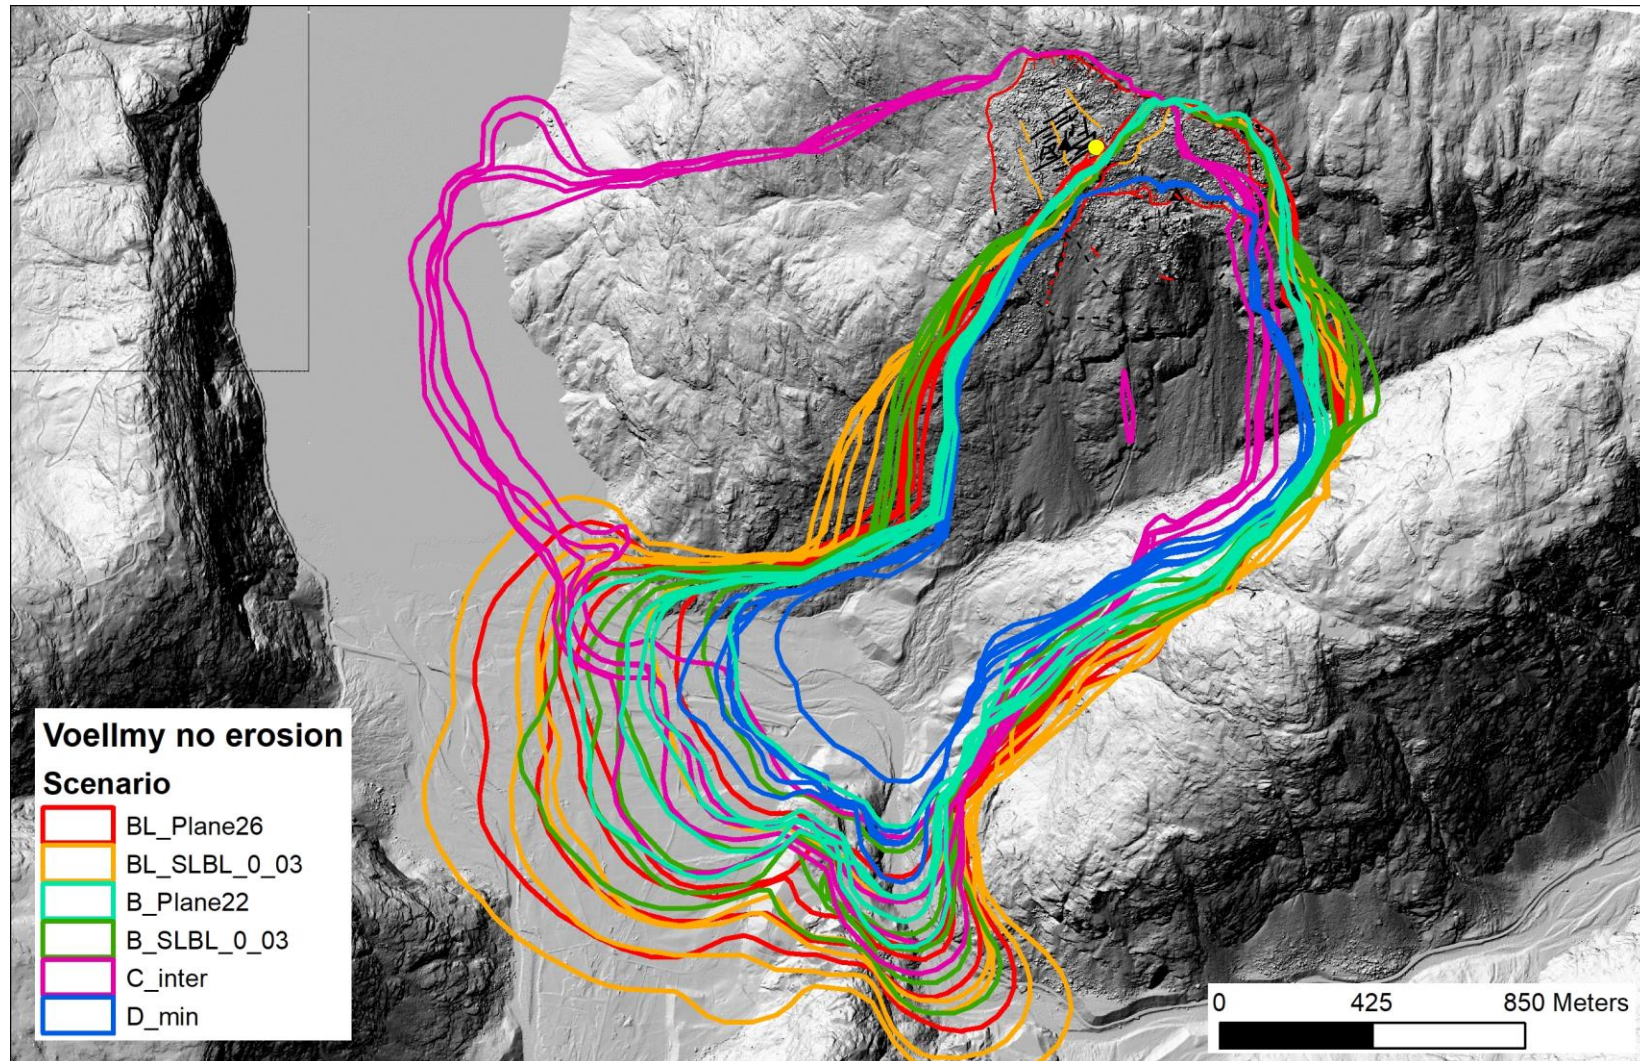 Voellmy no erosion
Scenario
BL_Plane26
BL_SLBL_0_03
B_Plane22
B_SLBL_0_03
C_inter
D_min
0 425 850 Meters